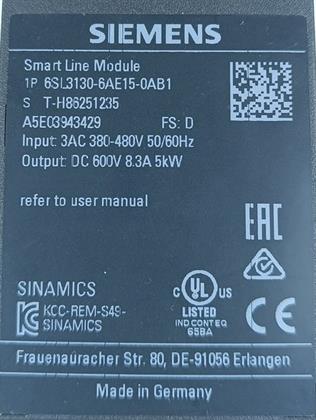 SIEMENS
Smart Line Module
1P 6SL3130-6AE15-0AB1
S T-H86251235
A5E03943429 FS: D
Input: 3AC 380-480V 50/60Hz
Output: DC 600V 8.3A 5kW
refer to user manual
EAC
SINAMICS
KCC-REM-S49-
SINAMICS
C UL US
LISTED
IND CONT EQ
65BA
CE
Frauenauracher Str. 80, DE-91056 Erlangen
Made in Germany